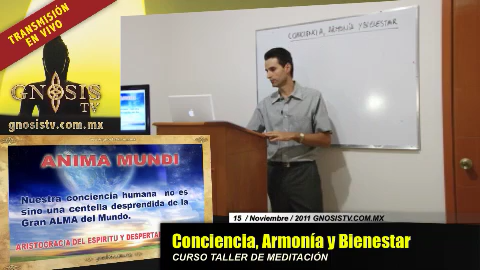 TRANSMISIÓN
EN VIVO
GNOSIS
TV
gnosistv.com.mx
CONCIENCIA, ARMONÍA Y BIENESTAR
ANIMA MUNDI
Nuestra conciencia humana no es
sino una centella desprendida de la
Gran ALMA del Mundo.
ARISTOCRACIA DEL ESPIRITU Y
15 / Noviembre / 2011 GNOSISTV.COM.MX
Conciencia, Armonía y Bienestar
CURSO TALLER DE MEDITACIÓN